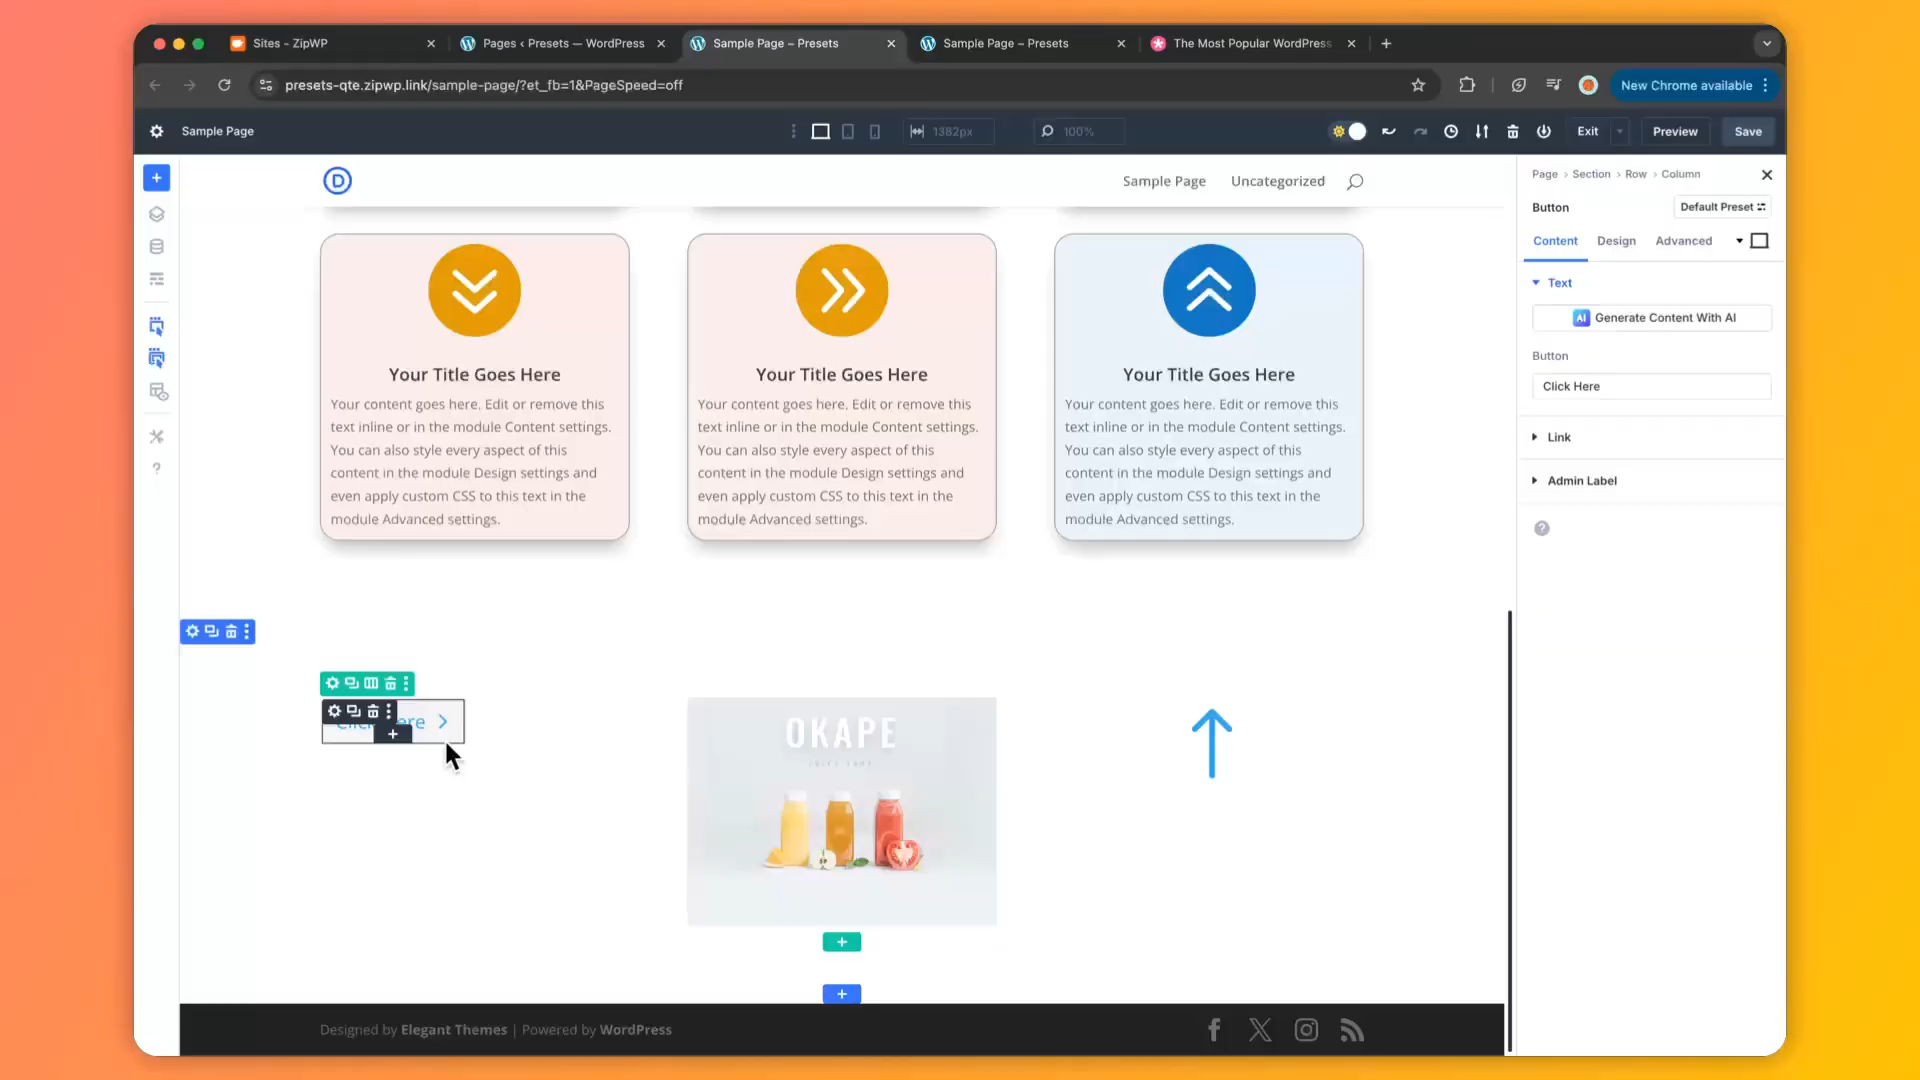 Sites - ZipWP
Pages ‹ Presets — WordPress
Sample Page – Presets
Sample Page – Presets
The Most Popular WordPress
presets-qte.zipwp.link/sample-page/?et_fb=1&PageSpeed=off
New Chrome available
Sample Page
1382px
100%
Exit
Preview
Save
D
Sample Page
Uncategorized
Your Title Goes Here
Your content goes here. Edit or remove this
text inline or in the module Content settings.
You can also style every aspect of this
content in the module Design settings and
even apply custom CSS to this text in the
module Advanced settings.
Your Title Goes Here
Your content goes here. Edit or remove this
text inline or in the module Content settings.
You can also style every aspect of this
content in the module Design settings and
even apply custom CSS to this text in the
module Advanced settings.
Your Title Goes Here
Your content goes here. Edit or remove this
text inline or in the module Content settings.
You can also style every aspect of this
content in the module Design settings and
even apply custom CSS to this text in the
module Advanced settings.
OKAPE
Designed by Elegant Themes | Powered by WordPress
Page › Section › Row › Column
Button
Default Preset
Content
Design
Advanced
Text
AI Generate Content With AI
Button
Click Here
Link
Admin Label